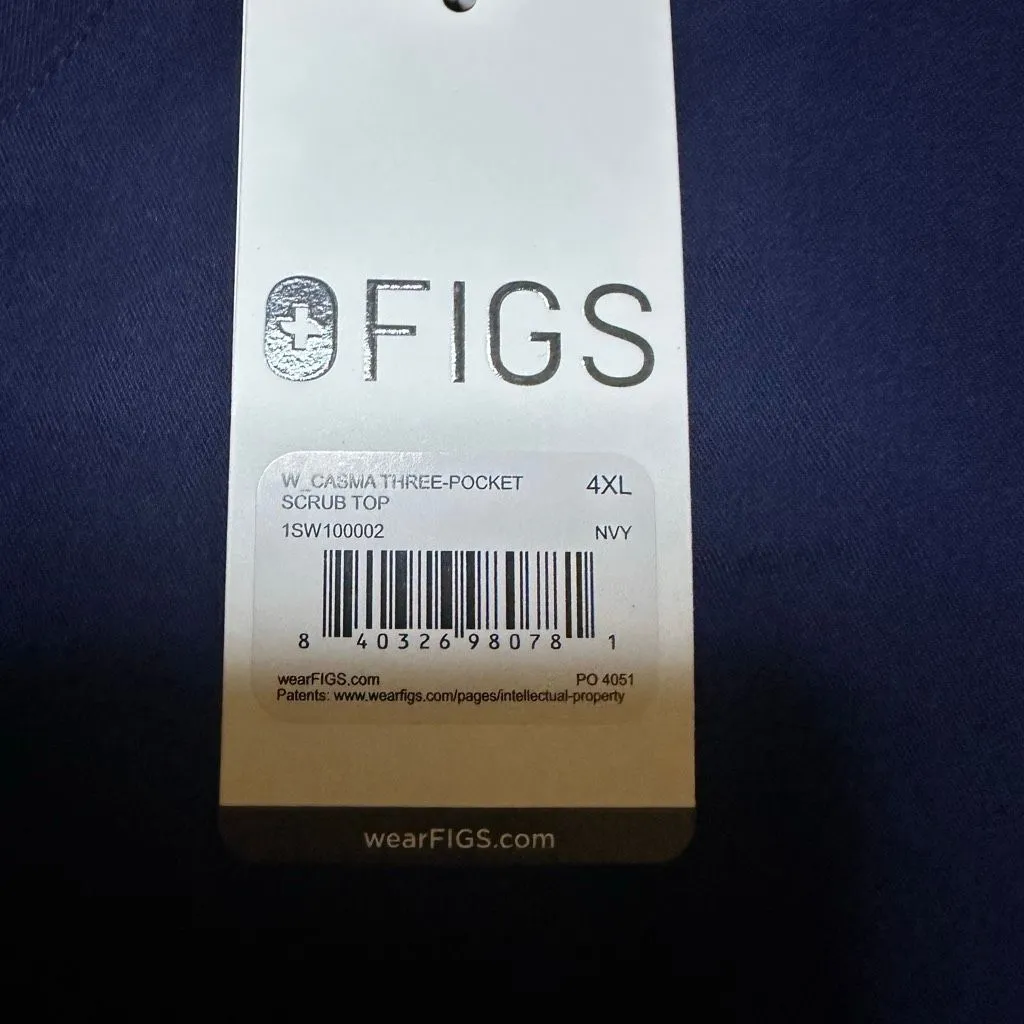 FIGS
W_CASMA THREE-POCKET
SCRUB TOP
4XL
1SW100002
NVY
8 40326 98078 1
wearFIGS.com
PO 4051
Patents: www.wearfigs.com/pages/intellectual-property
wearFIGS.com